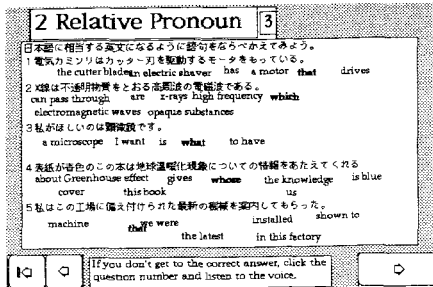 2 Relative Pronoun 3
日本語に相当する英文になるように語句をならべかえてみよう。
1 電気カミソリはカッター刃を駆動するモータをもっている。
the cutter blades an electric shaver has a motor that drives
2 X線は不透明物質をとおる高周波の電磁波である。
can pass through are x-rays high frequency which
electromagnetic waves opaque substances
3 私がほしいのは顕微鏡です。
a microscope I want is what to have
4 表紙が青色のこの本は地球温暖化現象についての情報をあたえてくれる
about Greenhouse effect gives whose the knowledge is blue
cover this book us
5 私はこの工場に備え付けられた最新の機械を案内してもらった。
machine that we were installed shown to
the latest in this factory
If you don't get to the correct answer, click the
question number and listen to the voice.